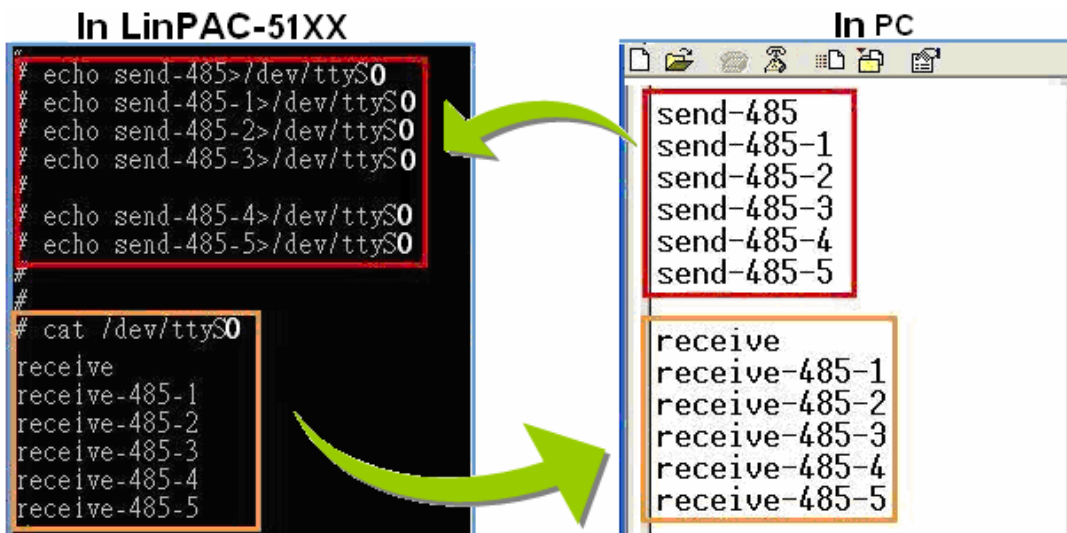 In LinPAC-51XX
#
# echo send-485>/dev/ttyS0
# echo send-485-1>/dev/ttyS0
# echo send-485-2>/dev/ttyS0
# echo send-485-3>/dev/ttyS0
#
# echo send-485-4>/dev/ttyS0
# echo send-485-5>/dev/ttyS0
#
#
# cat /dev/ttyS0
receive
receive-485-1
receive-485-2
receive-485-3
receive-485-4
receive-485-5
In PC
send-485
send-485-1
send-485-2
send-485-3
send-485-4
send-485-5
receive
receive-485-1
receive-485-2
receive-485-3
receive-485-4
receive-485-5